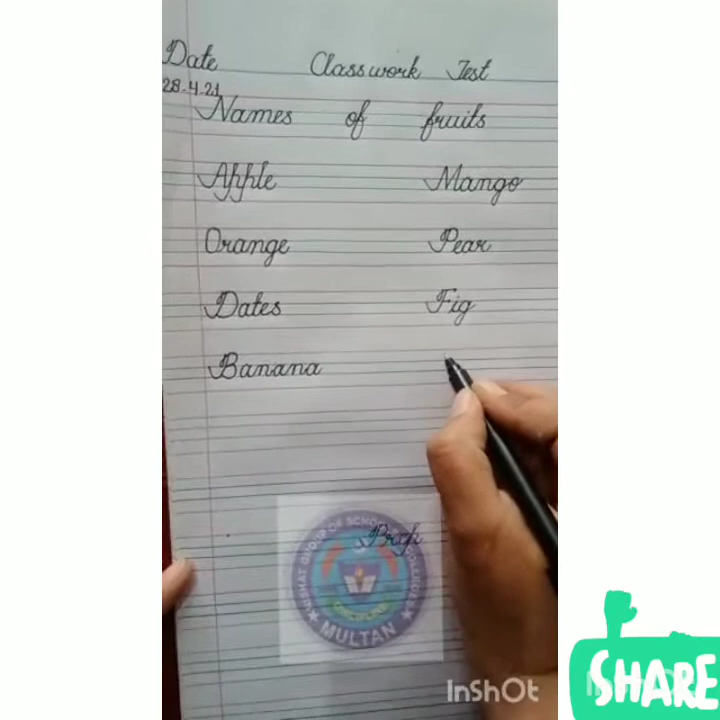 Date Classwork Test
28-4-21
Names of fruits
Apple Mango
Orange Pear
Dates Fig
Banana
MULTAN
InShOt
SHARE